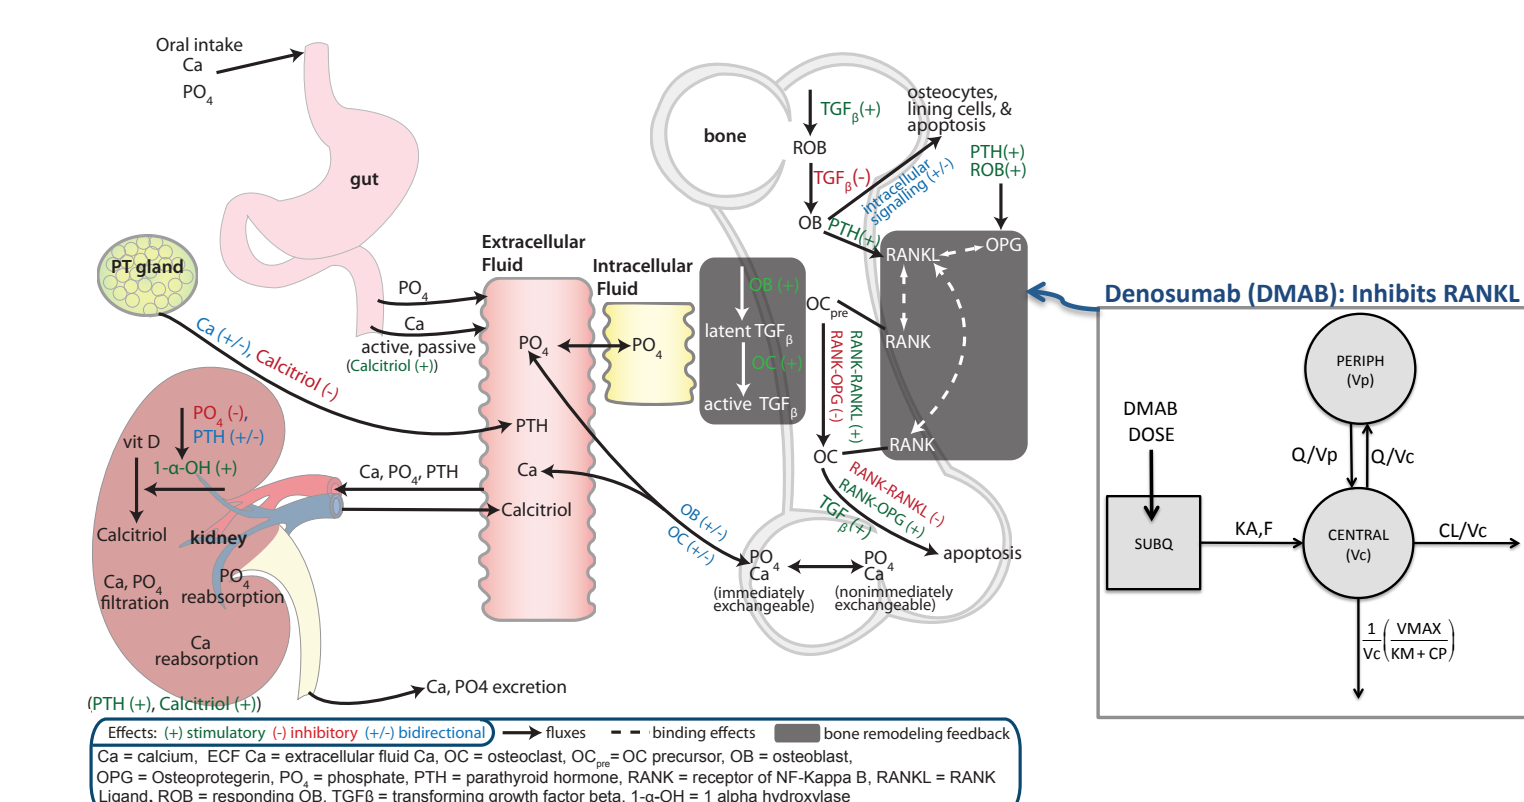 Oral intake
Ca
PO4
gut
PT gland
Ca (+/-), Calcitriol (-)
PO4
Ca
active, passive
(Calcitriol (+))
Extracellular
Fluid
PO4
PTH
Ca
Calcitriol
Intracellular
Fluid
PO4
PO4 (-),
PTH (+/-)
vit D
1-α-OH (+)
Calcitriol
kidney
Ca, PO4
filtration
PO4
reabsorption
Ca
reabsorption
(PTH (+), Calcitriol (+))
Ca, PO4, PTH
Ca, PO4 excretion
bone
TGFβ(+)
ROB
TGFβ(-)
OB
osteocytes,
lining cells, &
apoptosis
intracellular
signalling (+/-)
PTH(+)
PTH(+)
ROB(+)
RANKL
OPG
RANK
RANK
OB (+)
latent TGFβ
OC (+)
active TGFβ
OCpre
RANK-RANKL (+)
RANK-OPG (-)
OC
RANK-RANKL (-)
RANK-OPG (+)
TGFβ(+)
apoptosis
OB (+/-)
OC (+/-)
PO4
Ca
(immediately
exchangeable)
PO4
Ca
(nonimmediately
exchangeable)
Denosumab (DMAB): Inhibits RANKL
PERIPH
(Vp)
DMAB
DOSE
Q/Vp
Q/Vc
SUBQ
KA,F
CENTRAL
(Vc)
CL/Vc
1/Vc (VMAX/KM + CP)
Effects: (+) stimulatory (-) inhibitory (+/-) bidirectional
fluxes
binding effects
bone remodeling feedback
Ca = calcium, ECF Ca = extracellular fluid Ca, OC = osteoclast, OCpre= OC precursor, OB = osteoblast,
OPG = Osteoprotegerin, PO4 = phosphate, PTH = parathyroid hormone, RANK = receptor of NF-Kappa B, RANKL = RANK
Ligand, ROB = responding OB, TGFβ = transforming growth factor beta, 1-α-OH = 1 alpha hydroxylase